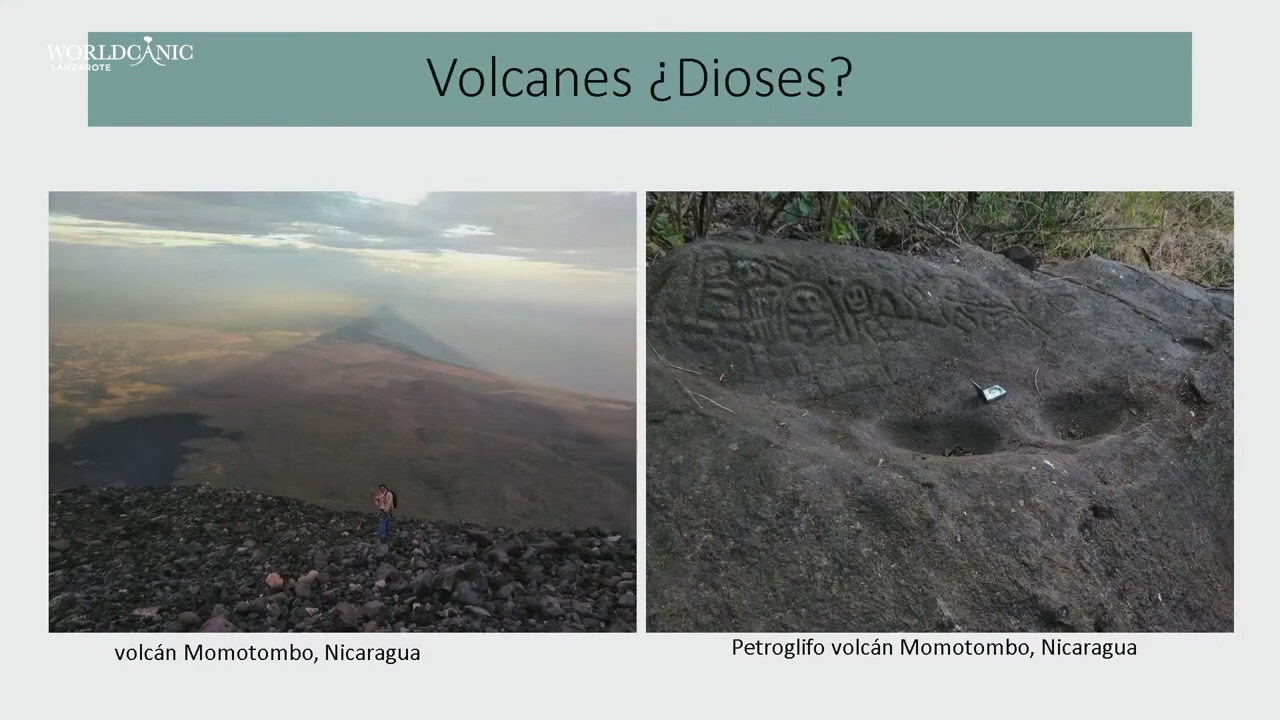 WORLDCANIC
LANZAROTE
Volcanes ¿Dioses?
volcán Momotombo, Nicaragua
Petroglifo volcán Momotombo, Nicaragua